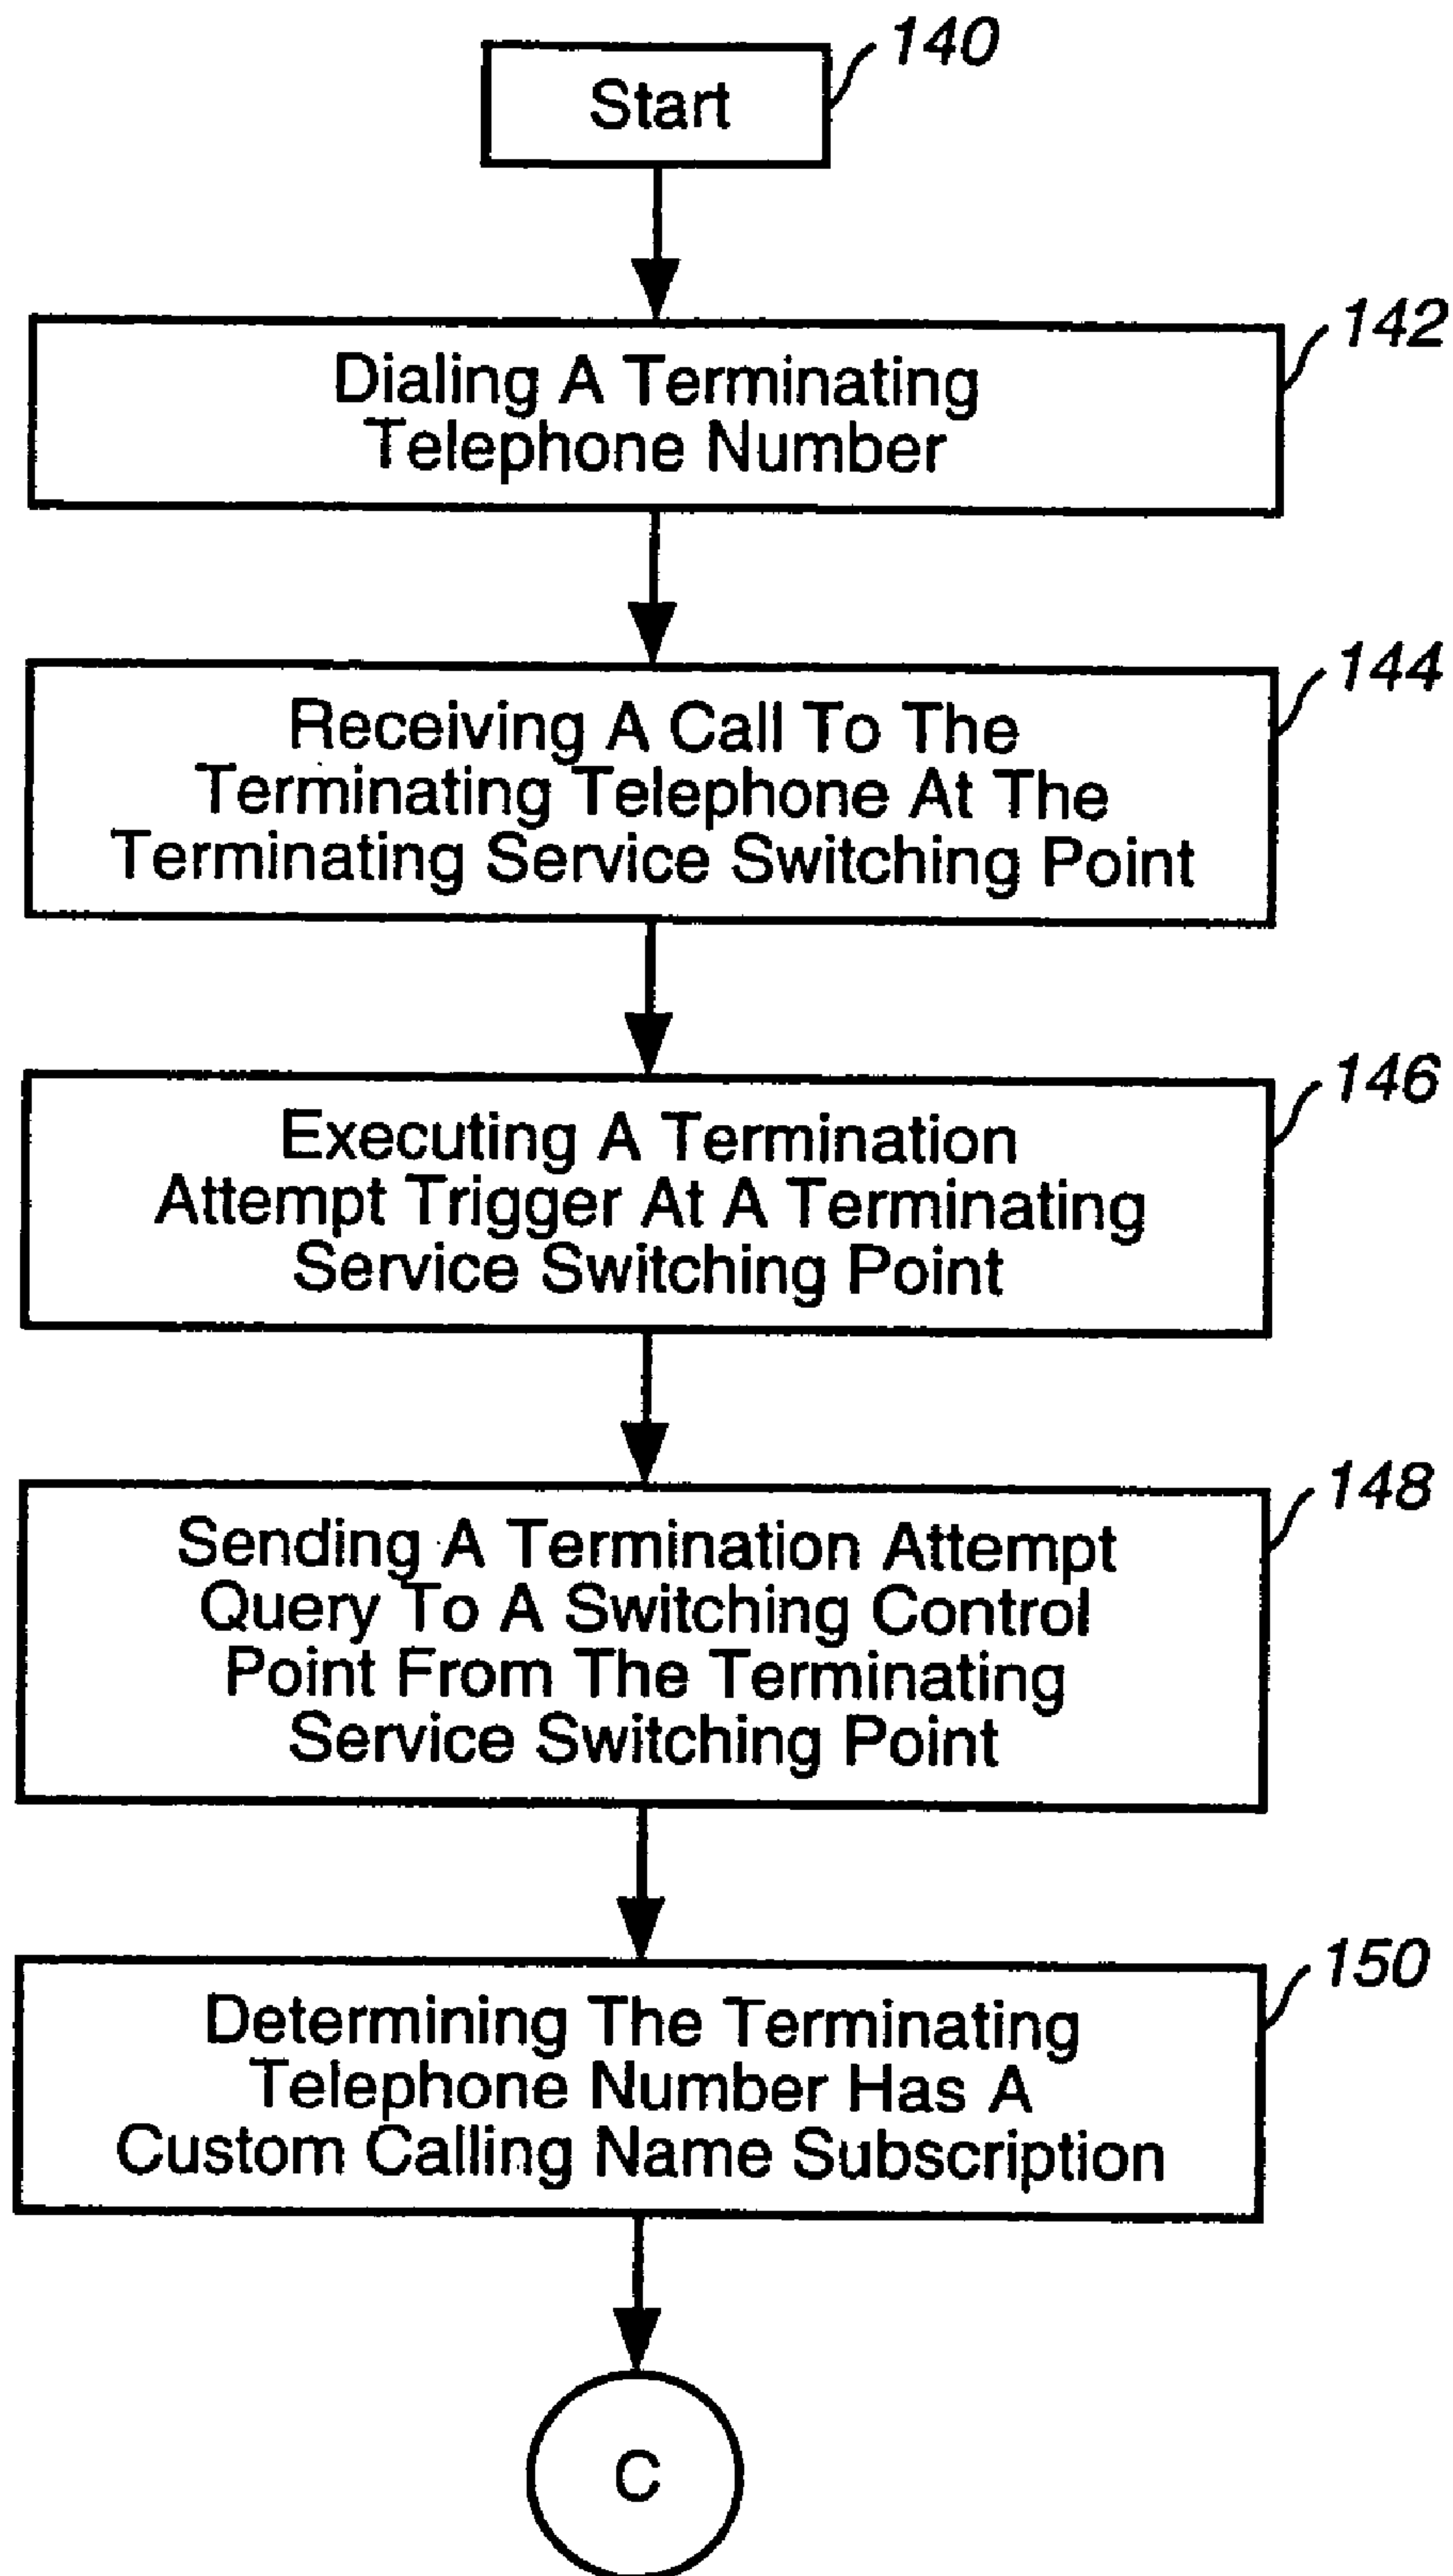 140
Start
142
Dialing A Terminating
Telephone Number
144
Receiving A Call To The
Terminating Telephone At The
Terminating Service Switching Point
146
Executing A Termination
Attempt Trigger At A Terminating
Service Switching Point
148
Sending A Termination Attempt
Query To A Switching Control
Point From The Terminating
Service Switching Point
150
Determining The Terminating
Telephone Number Has A
Custom Calling Name Subscription
C